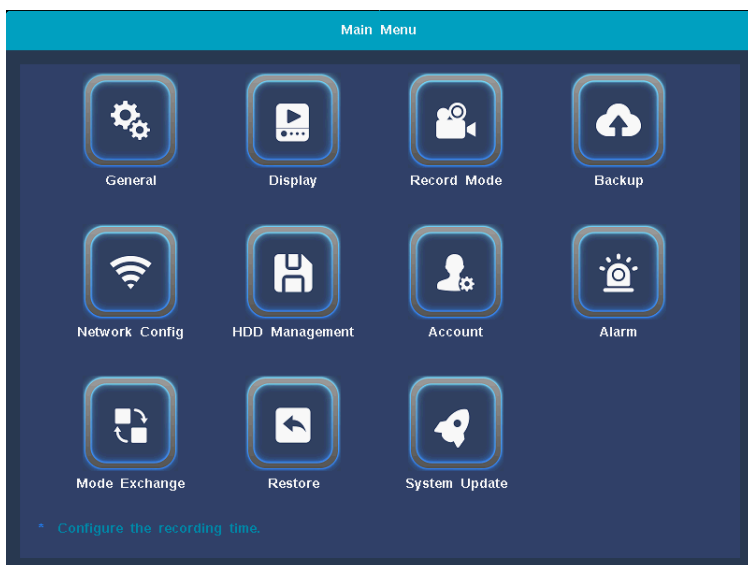 Main Menu
General Display Record Mode Backup
Network Config HDD Management Account Alarm
Mode Exchange Restore System Update
* Configure the recording time.